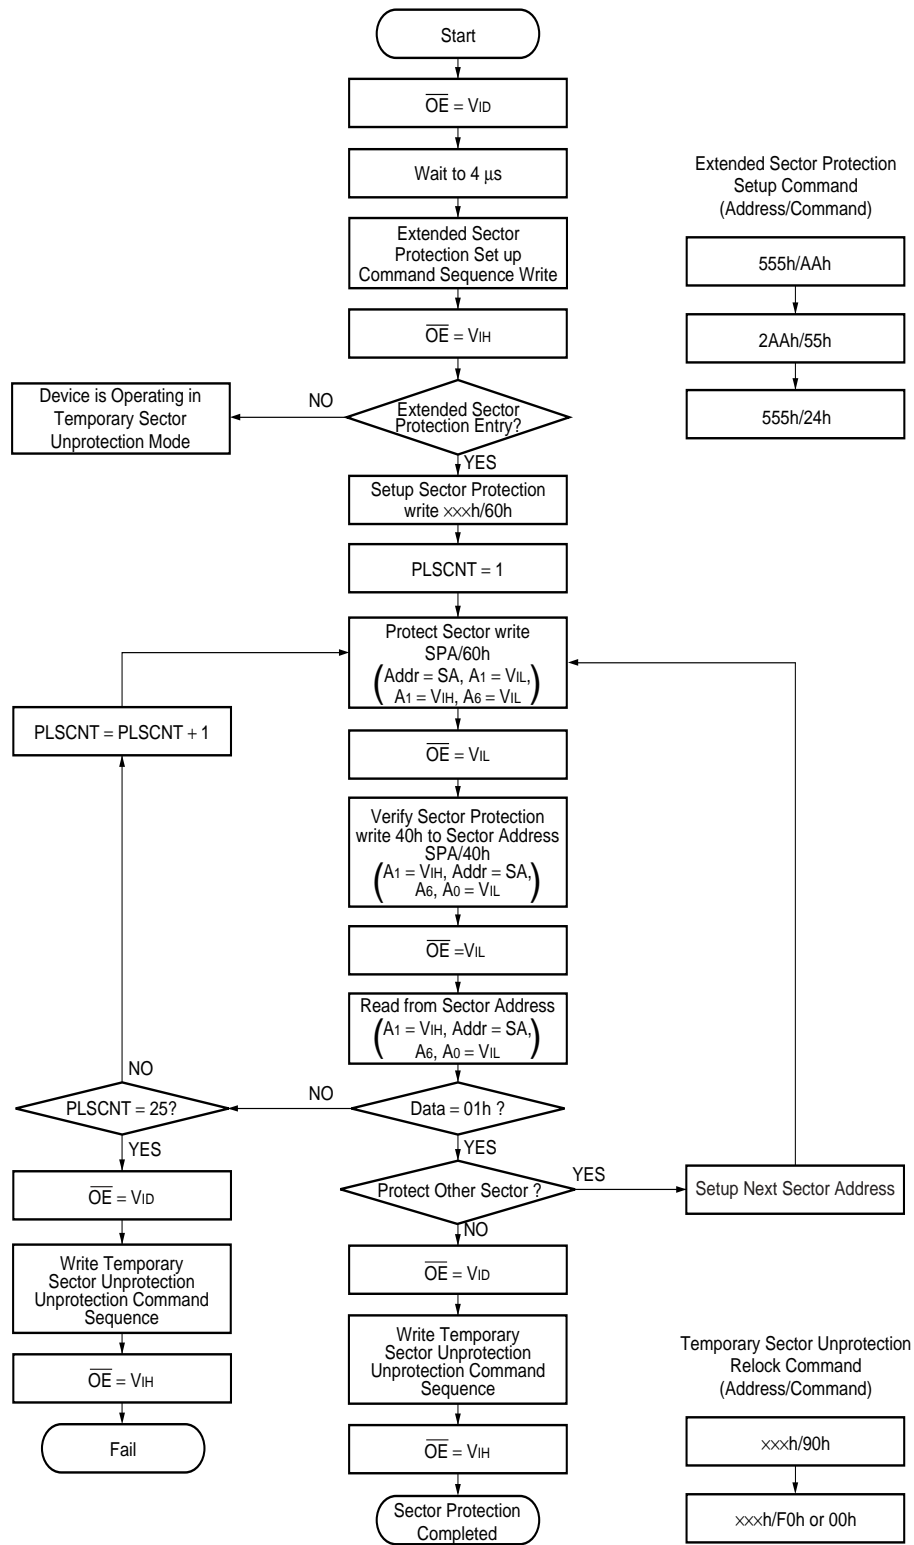 Start
OE = VID
Wait to 4 µs
Extended Sector
Protection Set up
Command Sequence Write
OE = VIH
Extended Sector
Protection Entry?
NO
Device is Operating in
Temporary Sector
Unprotection Mode
YES
Setup Sector Protection
write ×××h/60h
PLSCNT = 1
Protect Sector write
SPA/60h
(Addr = SA, A1 = VIL,
A1 = VIH, A6 = VIL)
PLSCNT = PLSCNT + 1
OE = VIL
Verify Sector Protection
write 40h to Sector Address
SPA/40h
(A1 = VIH, Addr = SA,
A6, A0 = VIL)
OE =VIL
Read from Sector Address
(A1 = VIH, Addr = SA,
A6, A0 = VIL)
Data = 01h ?
NO
PLSCNT = 25?
NO
YES
OE = VID
Write Temporary
Sector Unprotection
Unprotection Command
Sequence
OE = VIH
Fail
YES
Protect Other Sector ?
YES
Setup Next Sector Address
NO
OE = VID
Write Temporary
Sector Unprotection
Unprotection Command
Sequence
OE = VIH
Sector Protection
Completed
Extended Sector Protection
Setup Command
(Address/Command)
555h/AAh
2AAh/55h
555h/24h
Temporary Sector Unprotection
Relock Command
(Address/Command)
×××h/90h
×××h/F0h or 00h